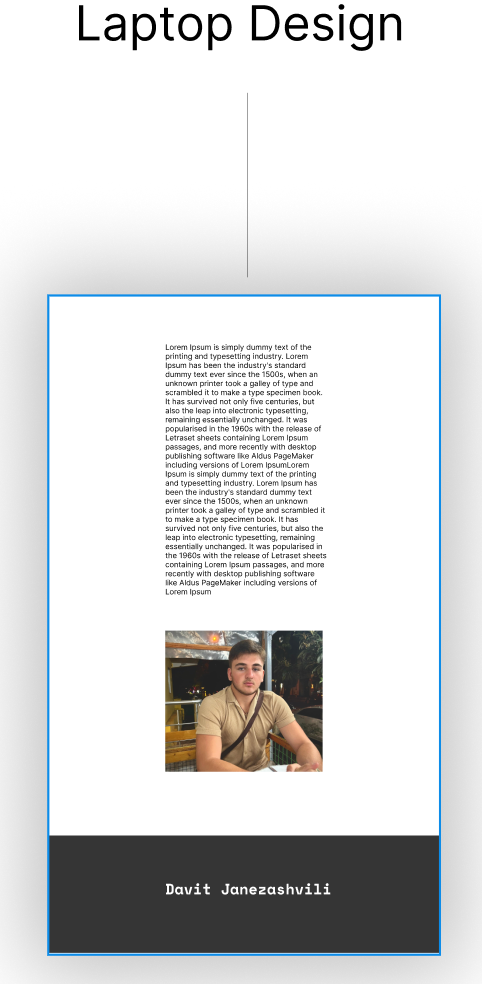 Laptop Design
Lorem Ipsum is simply dummy text of the
printing and typesetting industry. Lorem
Ipsum has been the industry's standard
dummy text ever since the 1500s, when an
unknown printer took a galley of type and
scrambled it to make a type specimen book.
It has survived not only five centuries, but
also the leap into electronic typesetting,
remaining essentially unchanged. It was
popularised in the 1960s with the release of
Letraset sheets containing Lorem Ipsum
passages, and more recently with desktop
publishing software like Aldus PageMaker
including versions of Lorem IpsumLorem
Ipsum is simply dummy text of the printing
and typesetting industry. Lorem Ipsum has
been the industry's standard dummy text
ever since the 1500s, when an unknown
printer took a galley of type and scrambled it
to make a type specimen book. It has
survived not only five centuries, but also the
leap into electronic typesetting, remaining
essentially unchanged. It was popularised in
the 1960s with the release of Letraset sheets
containing Lorem Ipsum passages, and more
recently with desktop publishing software
like Aldus PageMaker including versions of
Lorem Ipsum
Davit Janezashvili